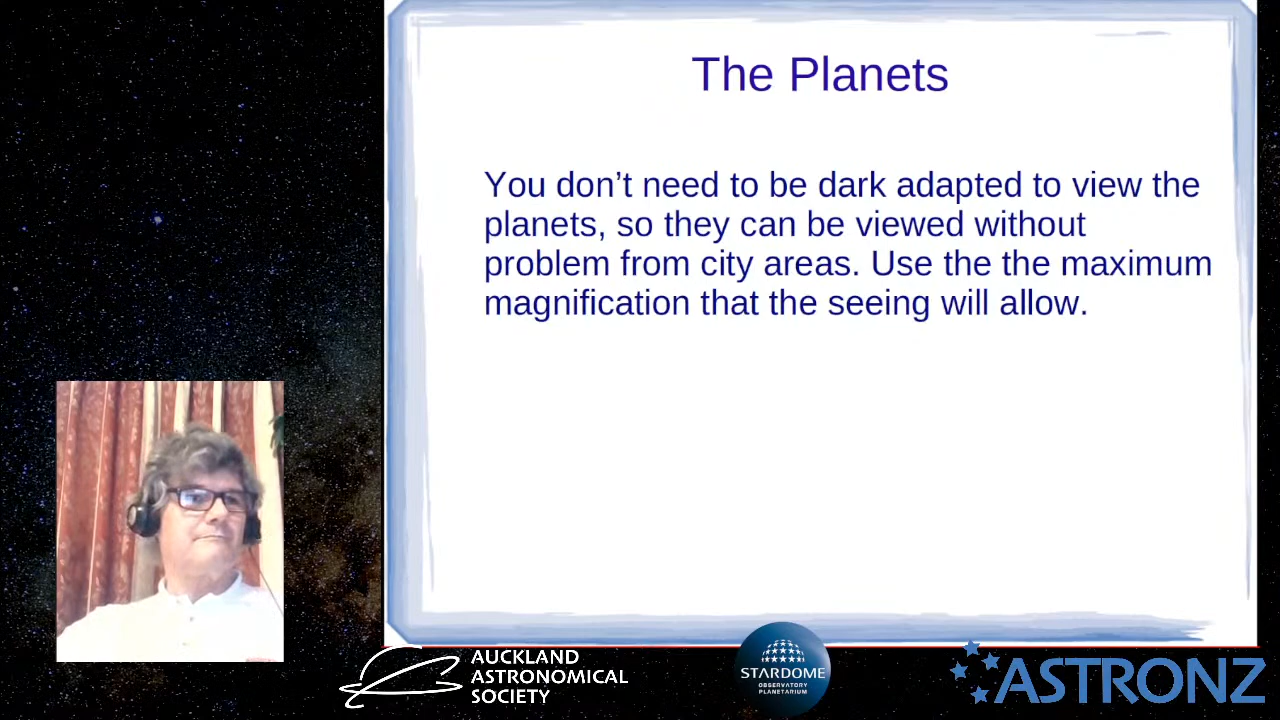 The Planets
You don’t need to be dark adapted to view the
planets, so they can be viewed without
problem from city areas. Use the the maximum
magnification that the seeing will allow.
AUCKLAND
ASTRONOMICAL
SOCIETY
STARDOME
OBSERVATORY
PLANETARIUM
ASTRONZ